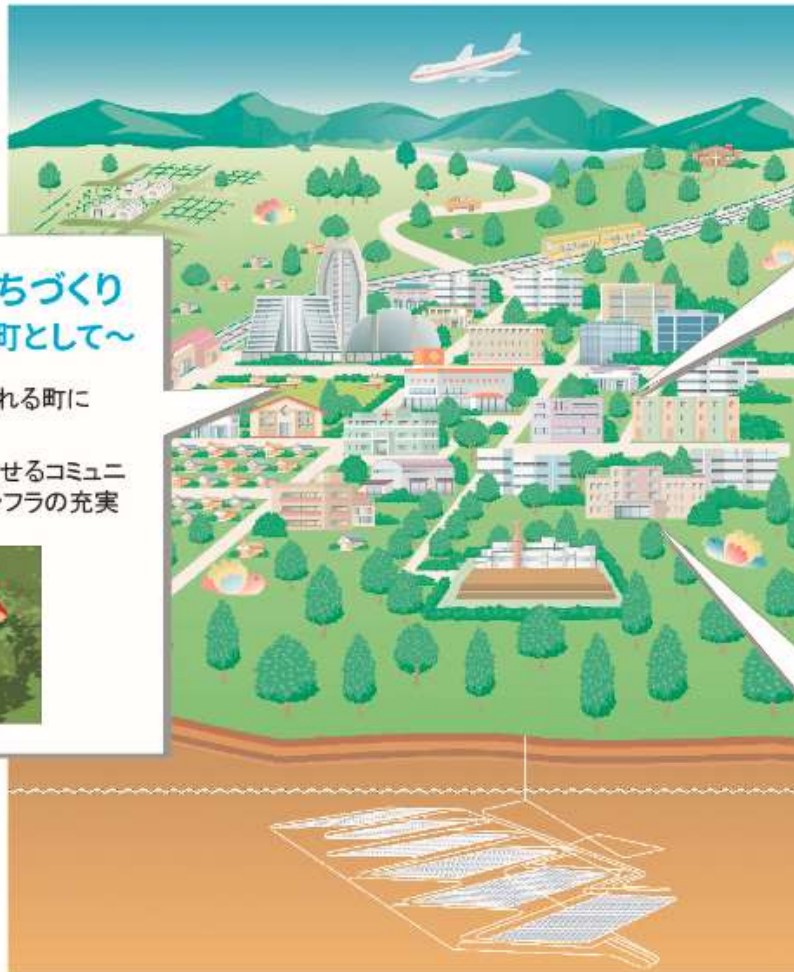 ちづくり
町として～
れる町に
せるコミュニ
フラの充実